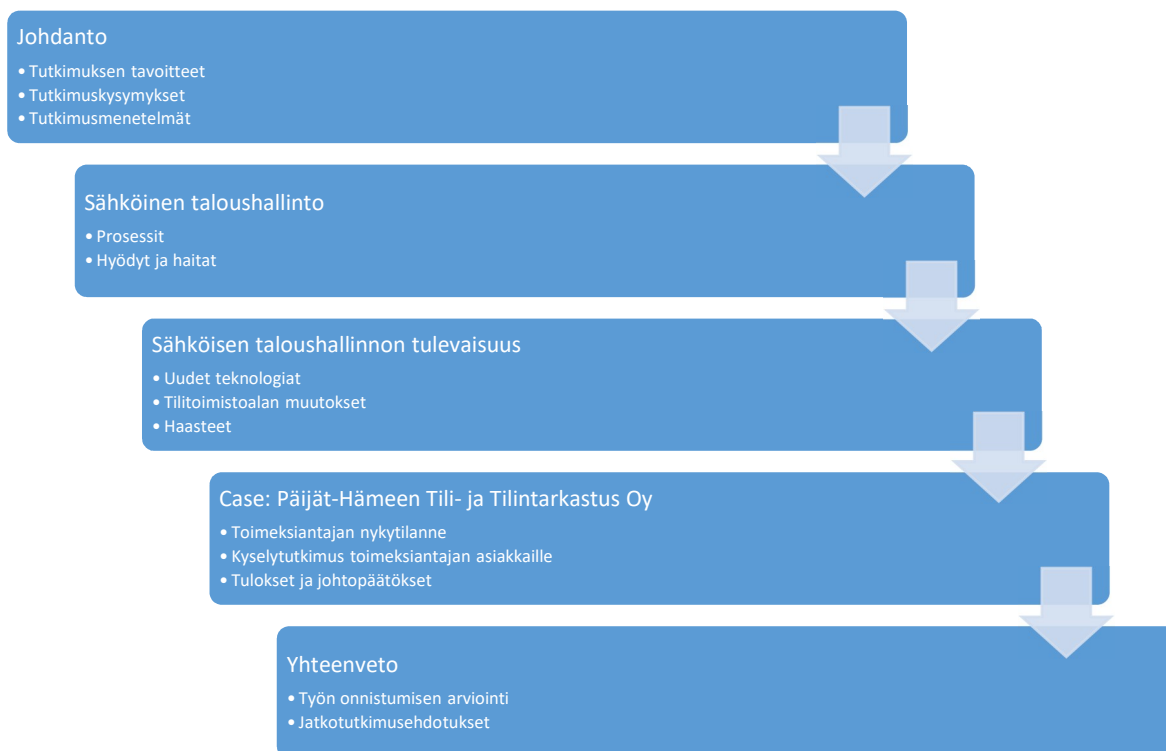 Johdanto
• Tutkimuksen tavoitteet
• Tutkimuskysymykset
• Tutkimusmenetelmät
Sähköinen taloushallinto
• Prosessit
• Hyödyt ja haitat
Sähköisen taloushallinnon tulevaisuus
• Uudet teknologiat
• Tilitoimistoalan muutokset
• Haasteet
Case: Päijät-Hämeen Tili- ja Tilintarkastus Oy
• Toimeksiantajan nykytilanne
• Kyselytutkimus toimeksiantajan asiakkaille
• Tulokset ja johtopäätökset
Yhteenveto
• Työn onnistumisen arviointi
• Jatkotutkimusehdotukset